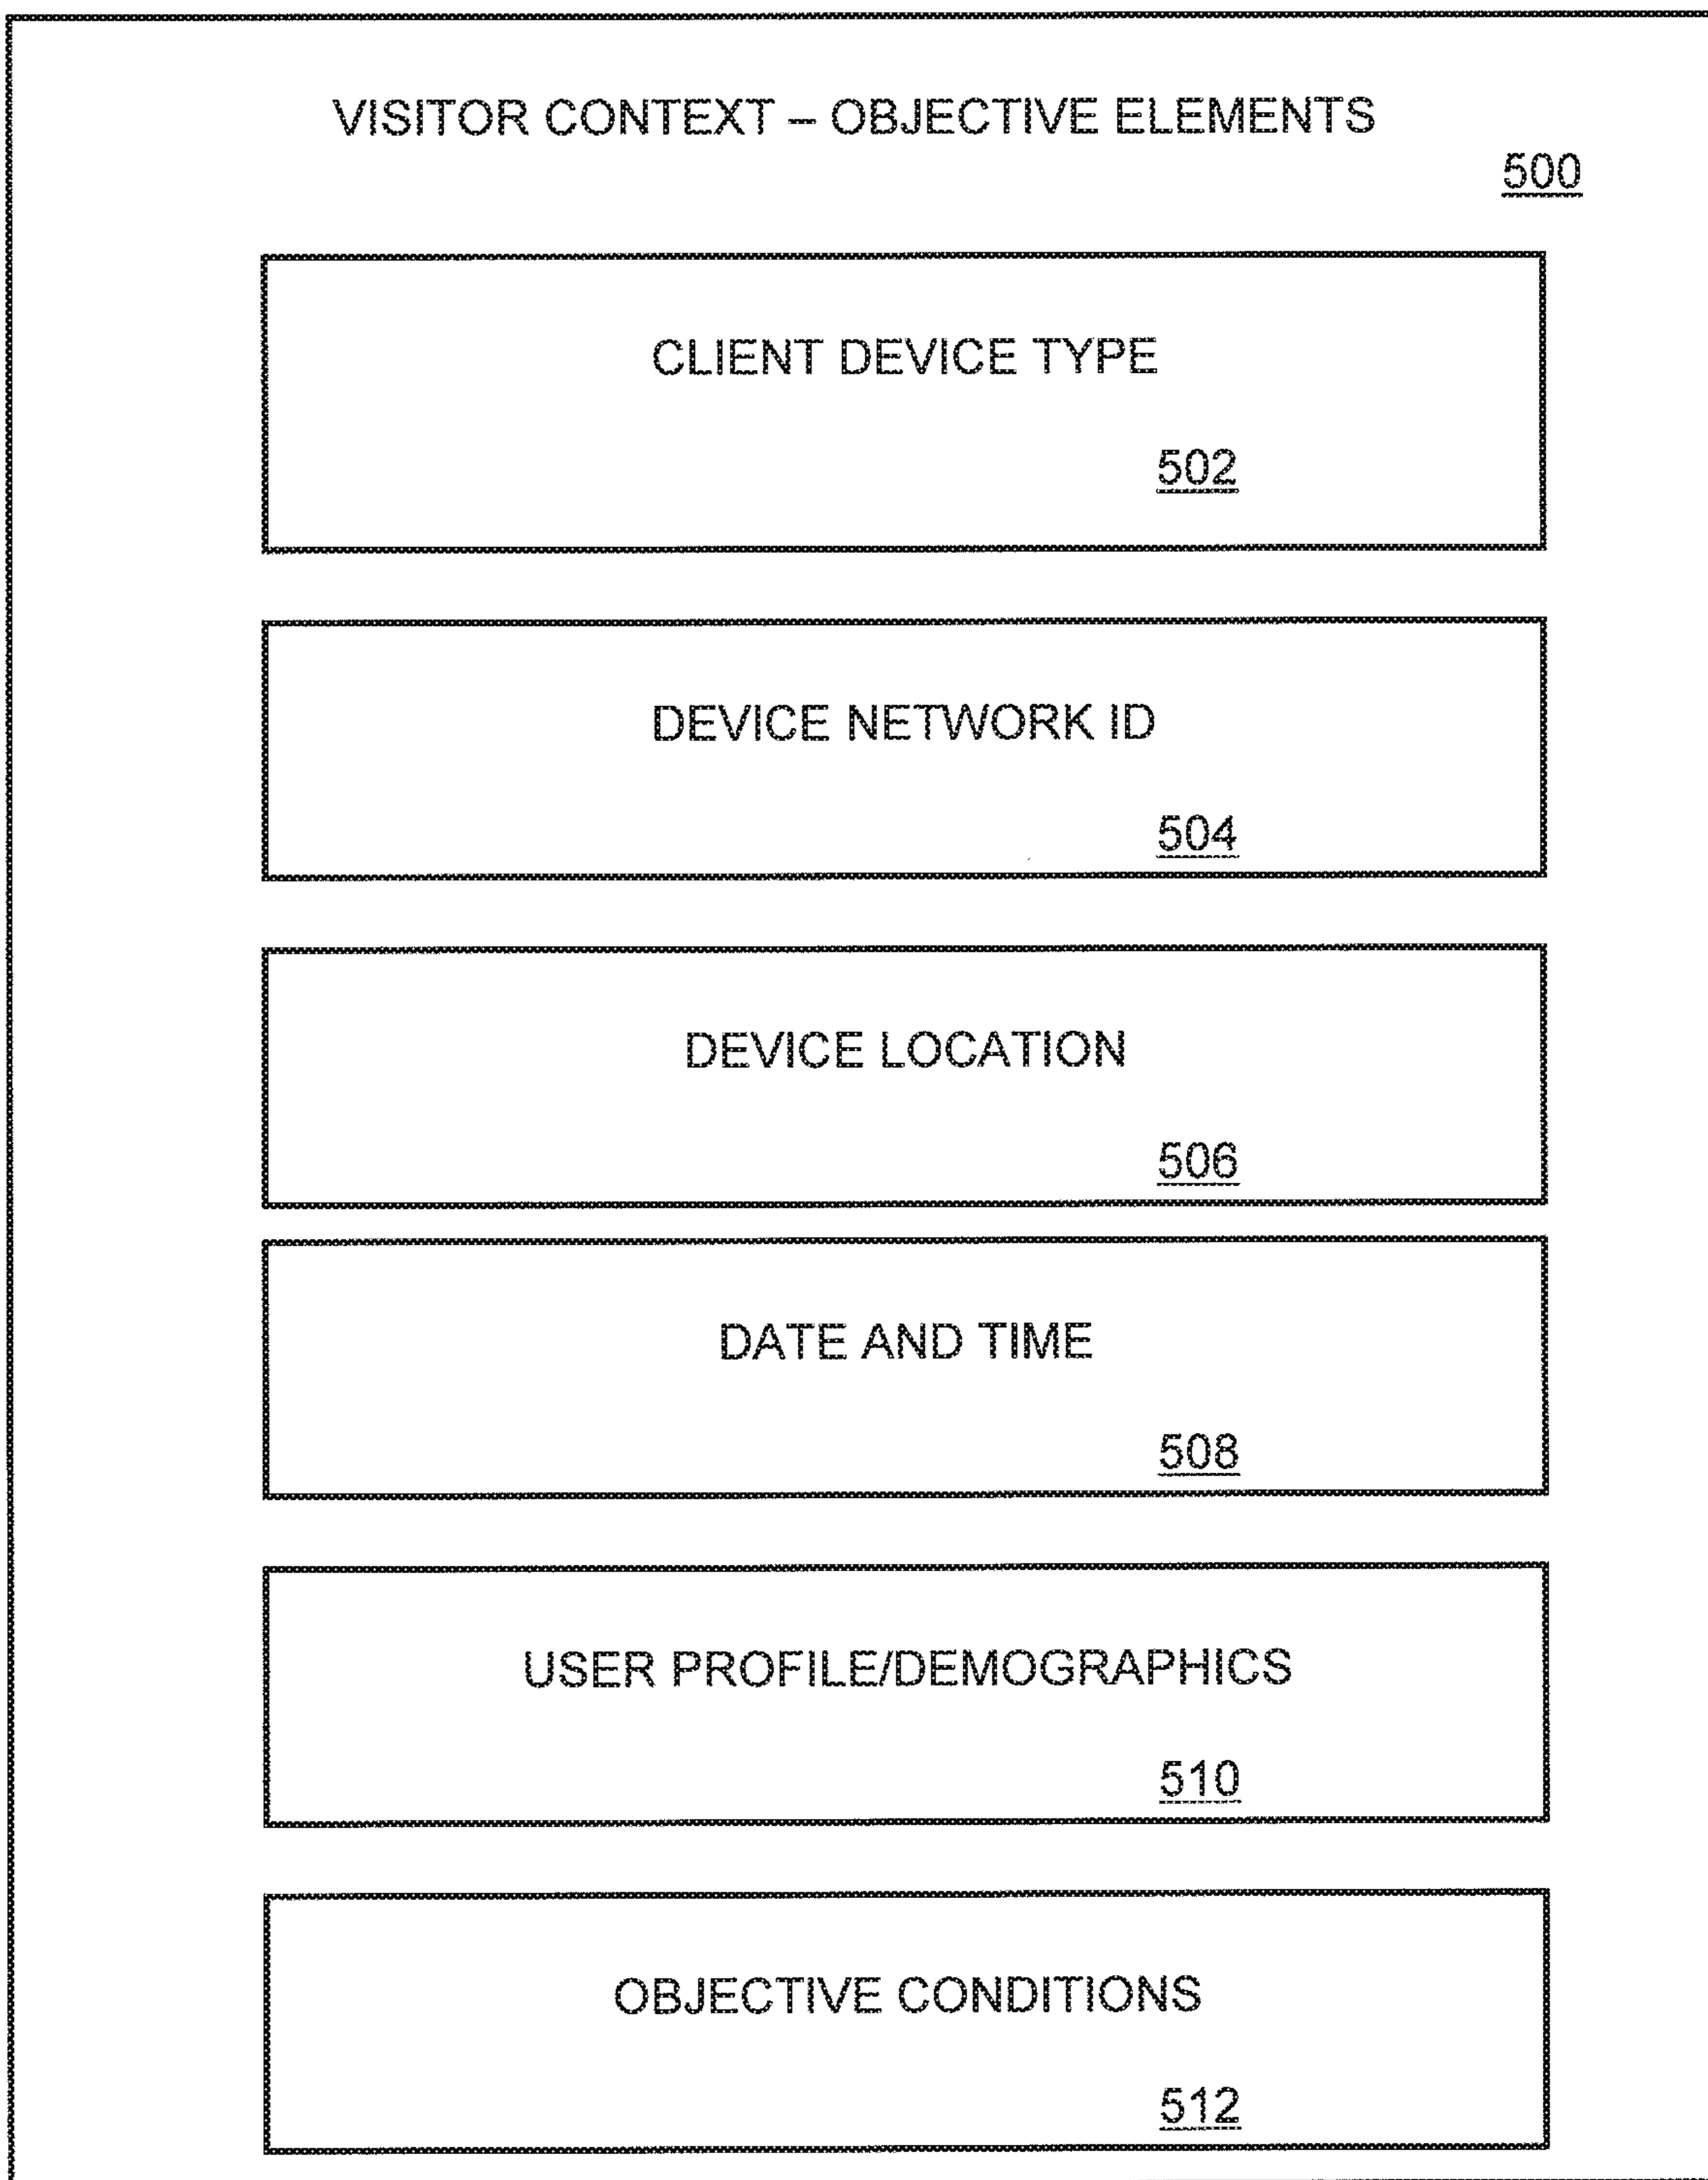 VISITOR CONTEXT – OBJECTIVE ELEMENTS
500
CLIENT DEVICE TYPE
502
DEVICE NETWORK ID
504
DEVICE LOCATION
506
DATE AND TIME
508
USER PROFILE/DEMOGRAPHICS
510
OBJECTIVE CONDITIONS
512